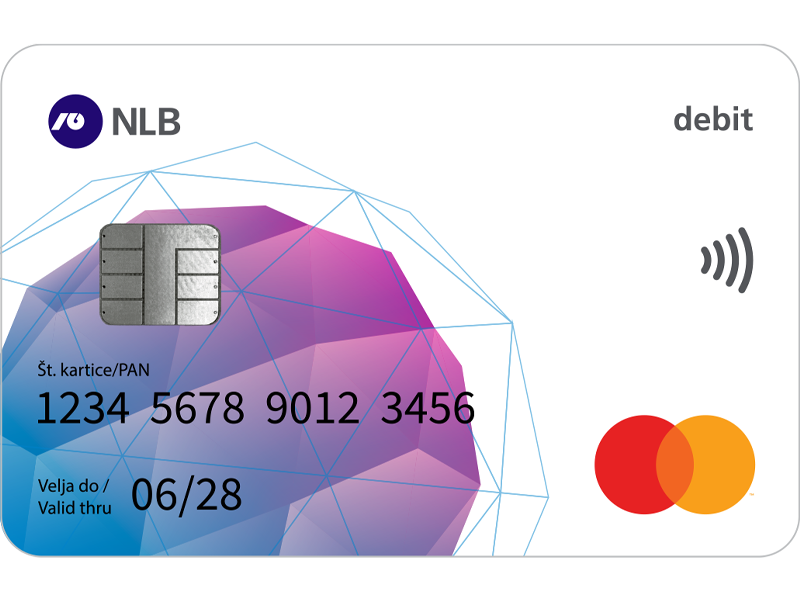 NLB
debit
Št. kartice/PAN
1234 5678 9012 3456
Velja do /
Valid thru
06/28